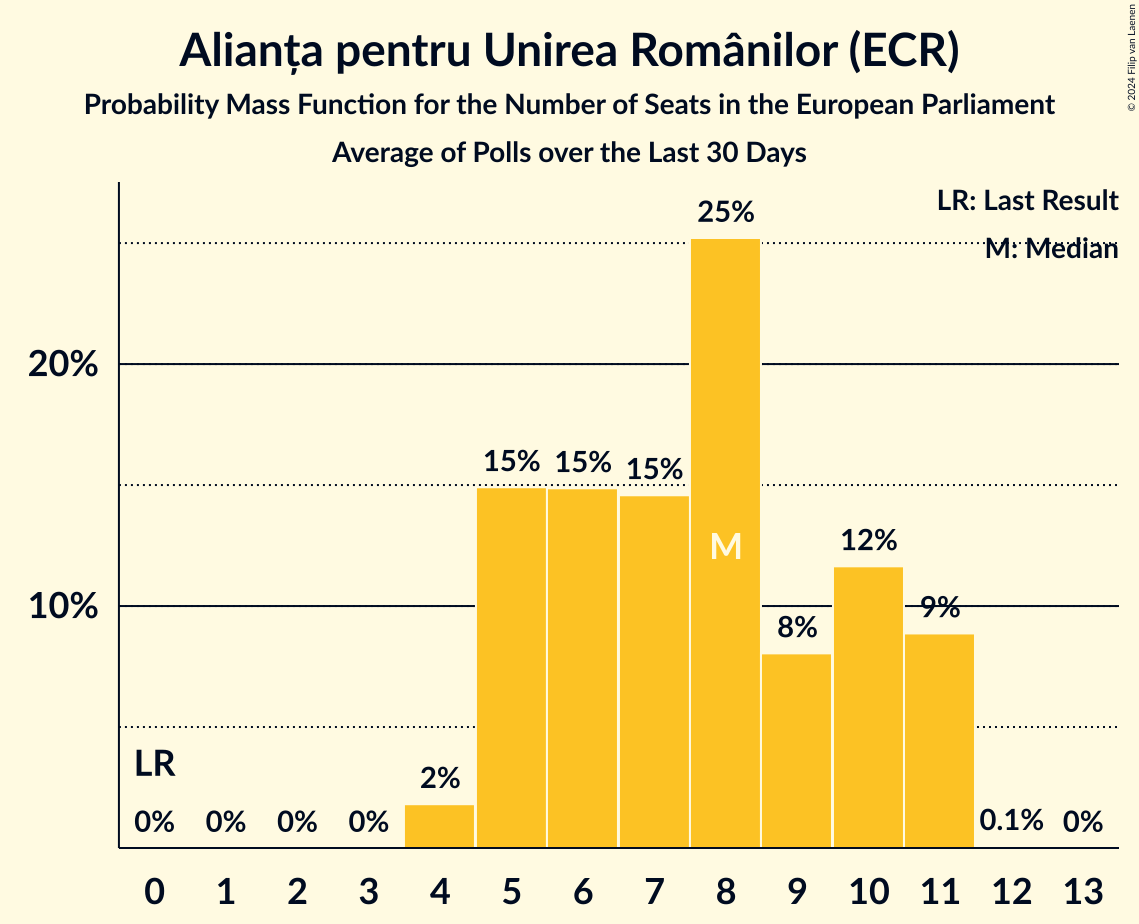 Alianța pentru Unirea Românilor (ECR)
Probability Mass Function for the Number of Seats in the European Parliament
Average of Polls over the Last 30 Days
© 2024 Filip van Laenen
LR: Last Result
M: Median
25%
20%
15% 15% 15%
M
12%
10%
9%
8%
LR
2%
0% 0% 0% 0% 0.1% 0%
0 1 2 3 4 5 6 7 8 9 10 11 12 13